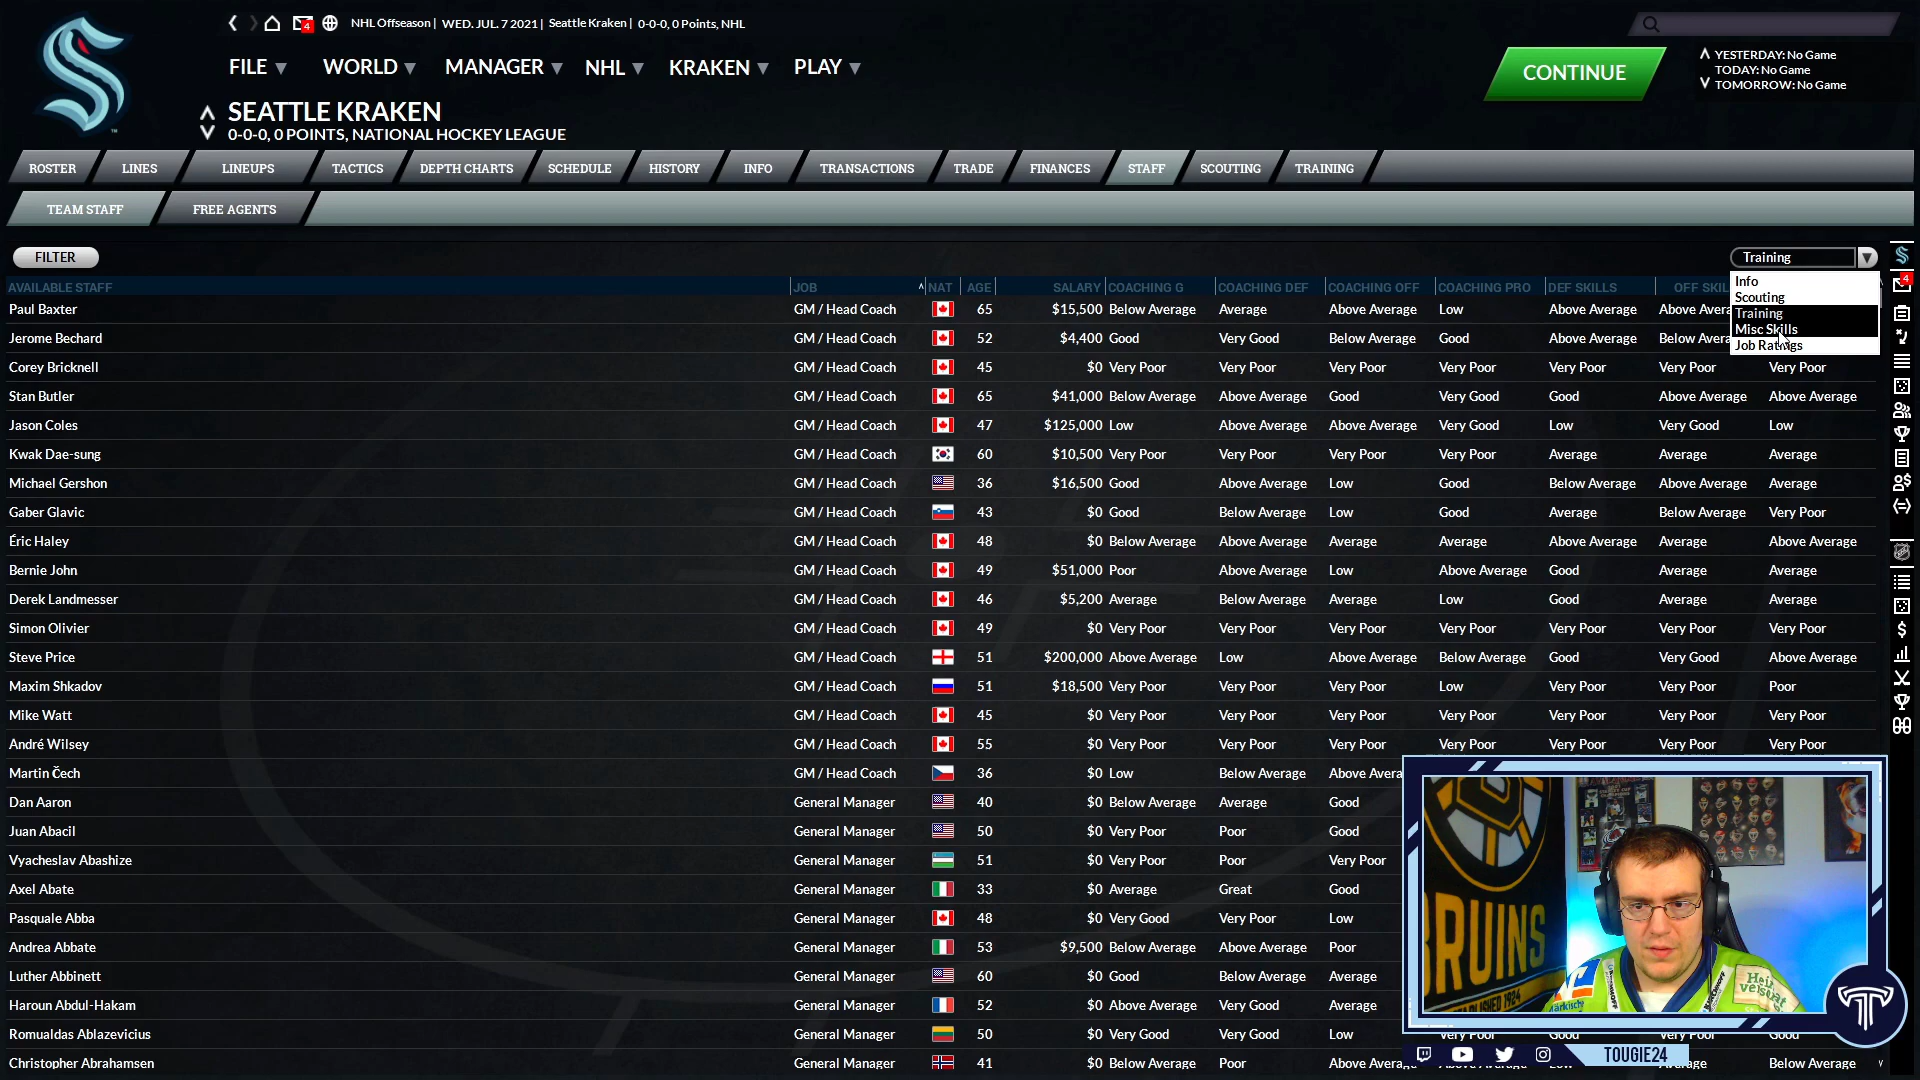 NHL Offseason | WED. JUL. 7 2021 | Seattle Kraken | 0-0-0, 0 Points, NHL
4
FILE WORLD MANAGER NHL KRAKEN PLAY
CONTINUE
YESTERDAY: No Game
TODAY: No Game
TOMORROW: No Game
SEATTLE KRAKEN
0-0-0, 0 POINTS, NATIONAL HOCKEY LEAGUE
ROSTER LINES LINEUPS TACTICS DEPTH CHARTS SCHEDULE HISTORY INFO TRANSACTIONS TRADE FINANCES STAFF SCOUTING TRAINING
TEAM STAFF FREE AGENTS
FILTER Training
Info
Scouting
Training
Misc Skills
Job Ratings
4
AVAILABLE STAFF JOB NAT AGE SALARY COACHING G COACHING DEF COACHING OFF COACHING PRO DEF SKILLS
Paul Baxter GM / Head Coach 65 $15,500 Below Average Average Above Average Low Above Average
Jerome Bechard GM / Head Coach 52 $4,400 Good Very Good Below Average Good Above Average
Corey Bricknell GM / Head Coach 45 $0 Very Poor Very Poor Very Poor Very Poor Very Poor Very Poor Very Poor
Stan Butler GM / Head Coach 65 $41,000 Below Average Above Average Good Very Good Good Above Average Above Average
Jason Coles GM / Head Coach 47 $125,000 Low Above Average Above Average Very Good Low Very Good Low
Kwak Dae-sung GM / Head Coach 60 $10,500 Very Poor Very Poor Very Poor Very Poor Average Average Average
Michael Gershon GM / Head Coach 36 $16,500 Good Above Average Low Good Below Average Above Average Average
Gaber Glavic GM / Head Coach 43 $0 Good Below Average Low Good Average Below Average Very Poor
Éric Haley GM / Head Coach 48 $0 Below Average Above Average Average Average Above Average Average Above Average
Bernie John GM / Head Coach 49 $51,000 Poor Above Average Low Above Average Good Average Average
Derek Landmesser GM / Head Coach 46 $5,200 Average Below Average Average Low Good Average Average
Simon Olivier GM / Head Coach 49 $0 Very Poor Very Poor Very Poor Very Poor Very Poor Very Poor Very Poor
Steve Price GM / Head Coach 51 $200,000 Above Average Low Above Average Below Average Good Very Good Above Average
Maxim Shkadov GM / Head Coach 51 $18,500 Very Poor Very Poor Very Poor Low Very Poor Very Poor Poor
Mike Watt GM / Head Coach 45 $0 Very Poor Very Poor Very Poor Very Poor Very Poor Very Poor Very Poor
André Wilsey GM / Head Coach 55 $0 Very Poor Very Poor Very Poor Very Poor Very Poor Very Poor Very Poor
Martin Čech GM / Head Coach 36 $0 Low Below Average Above
Dan Aaron General Manager 40 $0 Below Average Average Good
Juan Abacil General Manager 50 $0 Very Poor Poor Good
Vyacheslav Abashize General Manager 51 $0 Very Poor Poor Very Poor
Axel Abate General Manager 33 $0 Average Great Good
Pasquale Abba General Manager 48 $0 Very Good Very Poor Low
Andrea Abbate General Manager 53 $9,500 Below Average Above Average Poor
Luther Abbinett General Manager 60 $0 Good Below Average Average
Haroun Abdul-Hakam General Manager 52 $0 Above Average Very Good Average
Romualdas Ablazevicius General Manager 50 $0 Very Good Very Good Low
Christopher Abrahamsen General Manager 41 $0 Below Average Poor Above Below Average
BRUINS
TOUGIE24